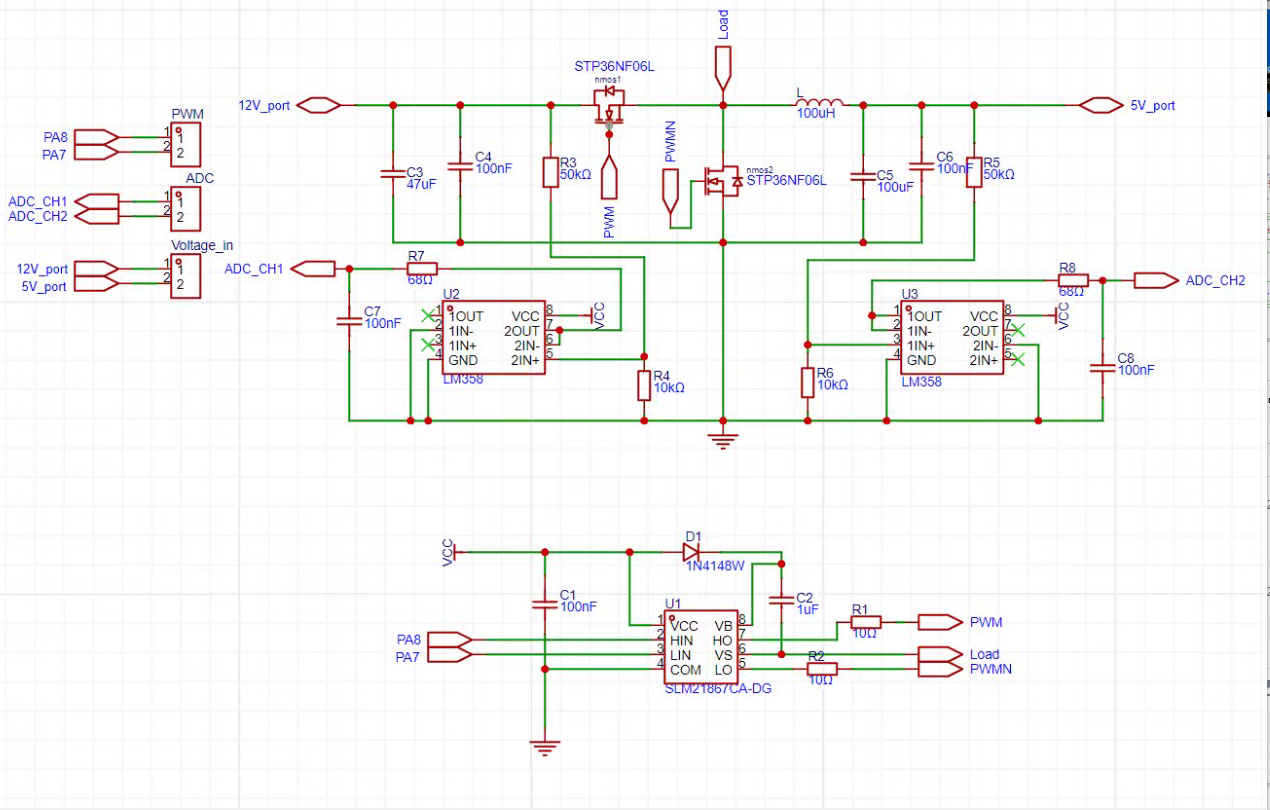 Load
STP36NF06L
nmos1
12V_port
L
100uH
5V_port
PWM
PA8
PA7
1
2
1
2
PWMN
C3
47uF
C4
100nF
R3
50kΩ
PWM
nmos2
STP36NF06L
C5
100uF
C6
100nF
R5
50kΩ
ADC
ADC_CH1
ADC_CH2
1
2
1
2
Voltage_in
12V_port
5V_port
1
2
1
2
ADC_CH1
R7
68Ω
R8
68Ω
ADC_CH2
C7
100nF
U2
1 1OUT VCC 8
2 1IN- 2OUT 7
3 1IN+ 2IN- 6
4 GND 2IN+ 5
LM358
VCC
R4
10kΩ
R6
10kΩ
U3
1 1OUT VCC 8
2 1IN- 2OUT 7
3 1IN+ 2IN- 6
4 GND 2IN+ 5
LM358
VCC
C8
100nF
VCC
D1
1N4148W
C1
100nF
C2
1uF
U1
1 VCC VB 8
2 HIN HO 7
3 LIN VS 6
4 COM LO 5
SLM21867CA-DG
PA8
PA7
R1
10Ω
PWM
Load
R2
10Ω
PWMN